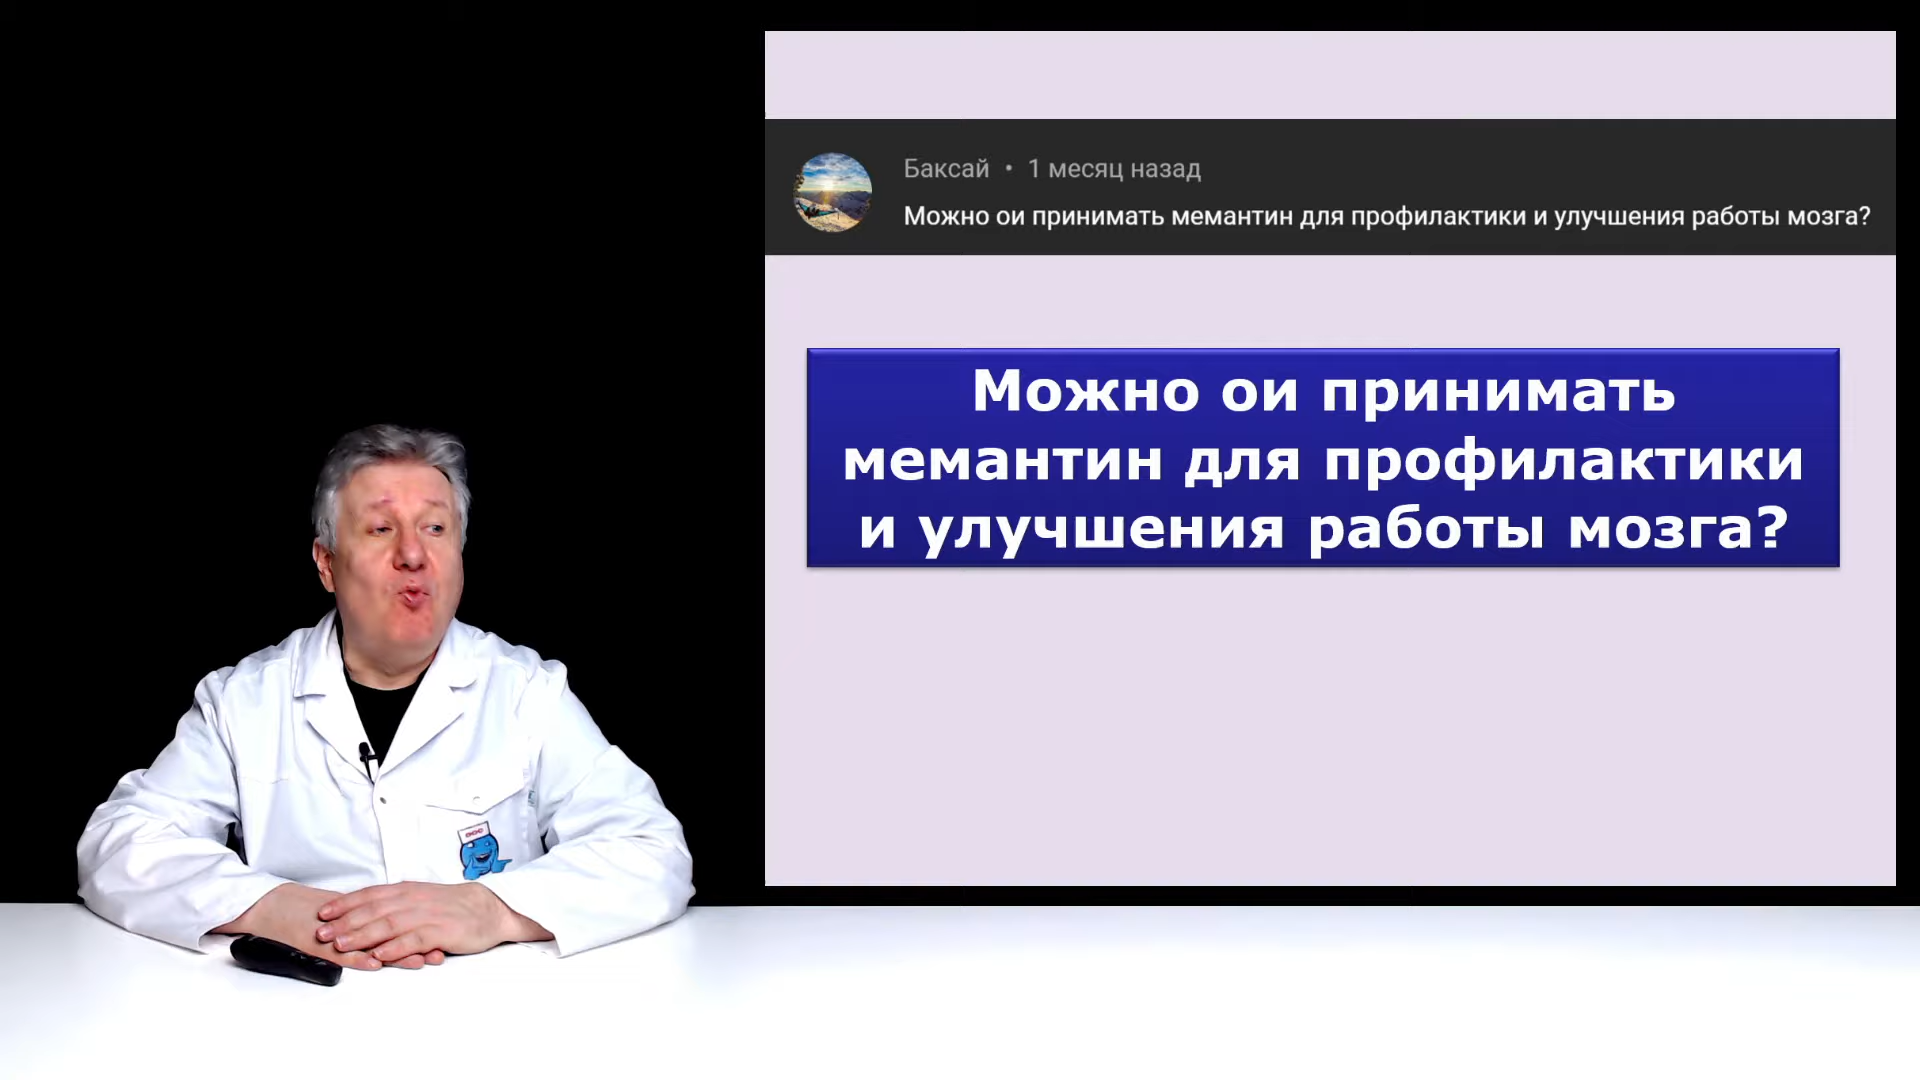 Баксай • 1 месяц назад
Можно ои принимать мемантин для профилактики и улучшения работы мозга?
Можно ои принимать
мемантин для профилактики
и улучшения работы мозга?